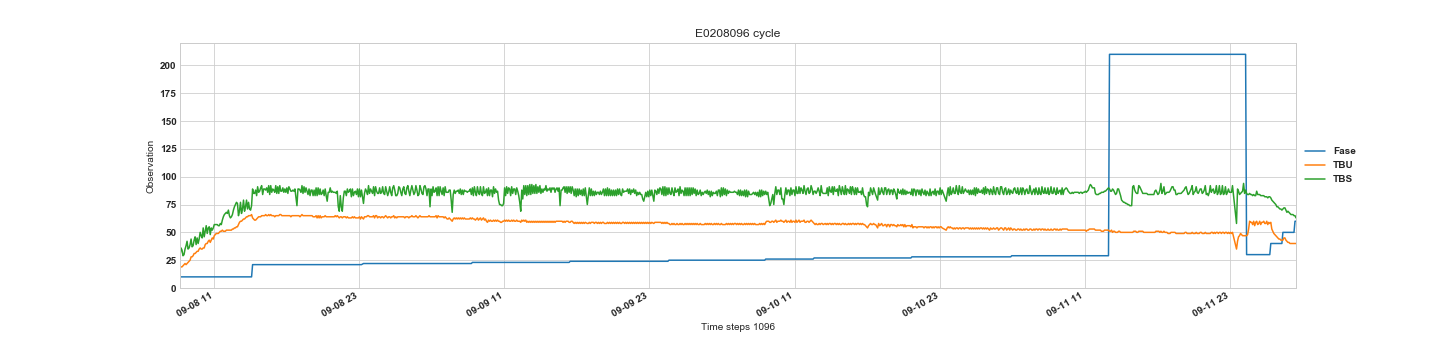 E0208096 cycle
Observation
200
175
150
125
100
75
50
25
0
09-08 11
09-08 23
09-09 11
09-09 23
09-10 11
09-10 23
09-11 11
09-11 23
Time steps 1096
Fase
TBU
TBS